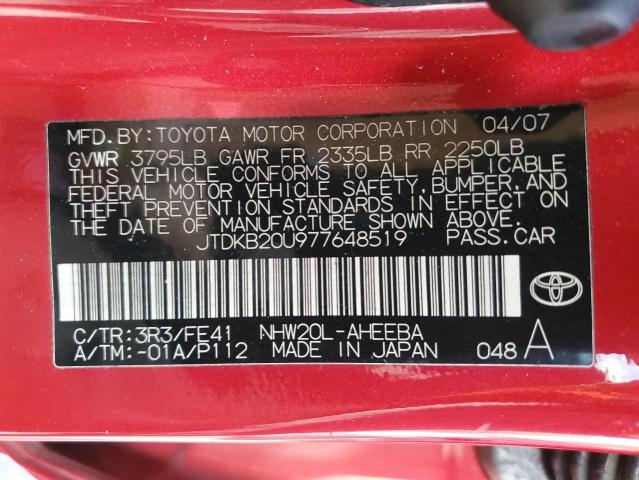 MFD.BY:TOYOTA MOTOR CORPORATION 04/07
GVWR 3795LB GAWR FR 2335LB RR 2250LB
THIS VEHICLE CONFORMS TO ALL APPLICABLE
FEDERAL MOTOR VEHICLE SAFETY,BUMPER,AND
THEFT PREVENTION STANDARDS IN EFFECT ON
THE DATE OF MANUFACTURE SHOWN ABOVE.
JTDKB20U977648519 PASS.CAR
C/TR:3R3/FE41 NHW20L-AHEEBA
A/TM:-01A/P112 MADE IN JAPAN 048 A
TOYOTA